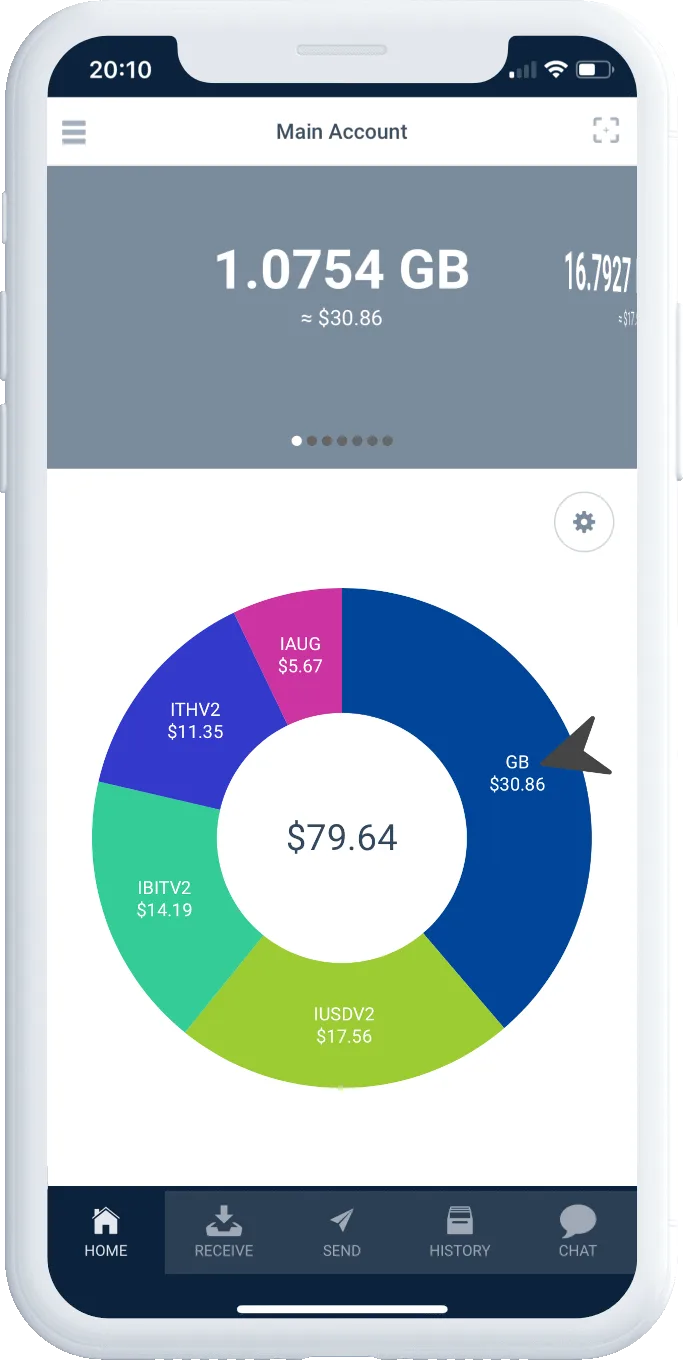 20:10
Main Account
1.0754 GB
≈ $30.86
16.7927
≈ $17
IAUG
$5.67
ITHV2
$11.35
GB
$30.86
$79.64
IBITV2
$14.19
IUSDV2
$17.56
HOME
RECEIVE
SEND
HISTORY
CHAT